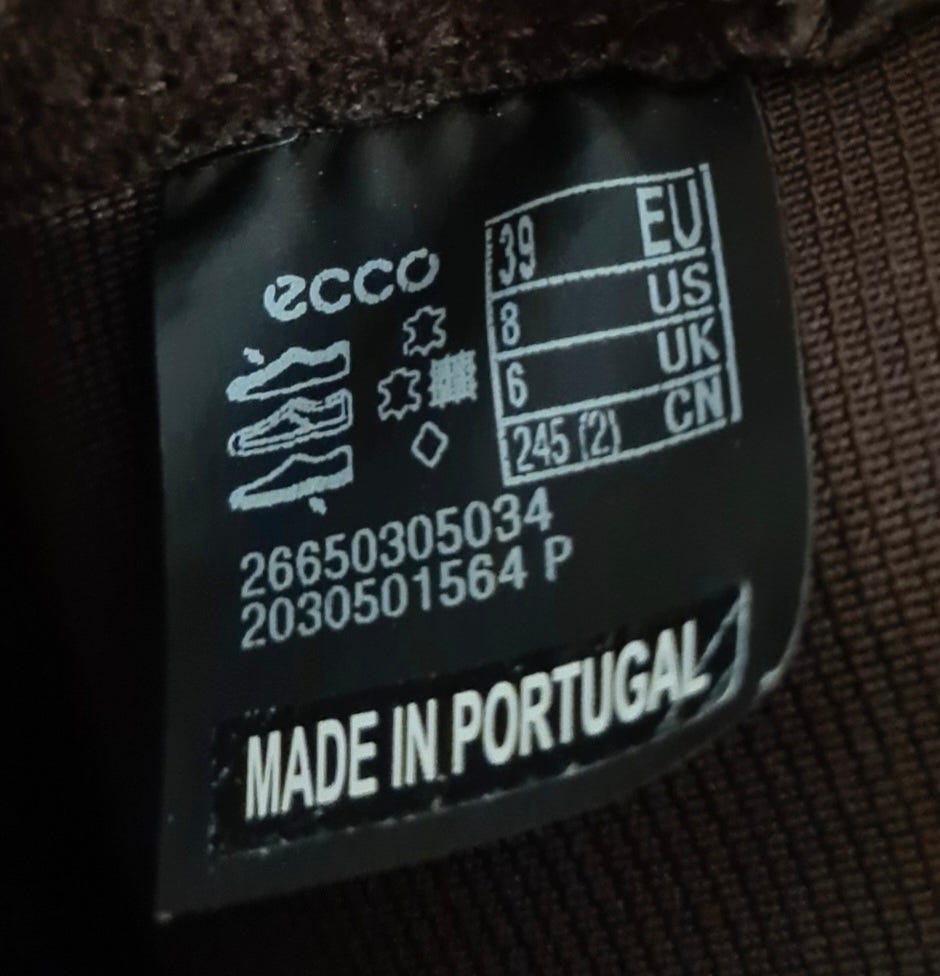 ecco
39 EU
8 US
6 UK
245 (2) CN
26650305034
2030501564 P
MADE IN PORTUGAL